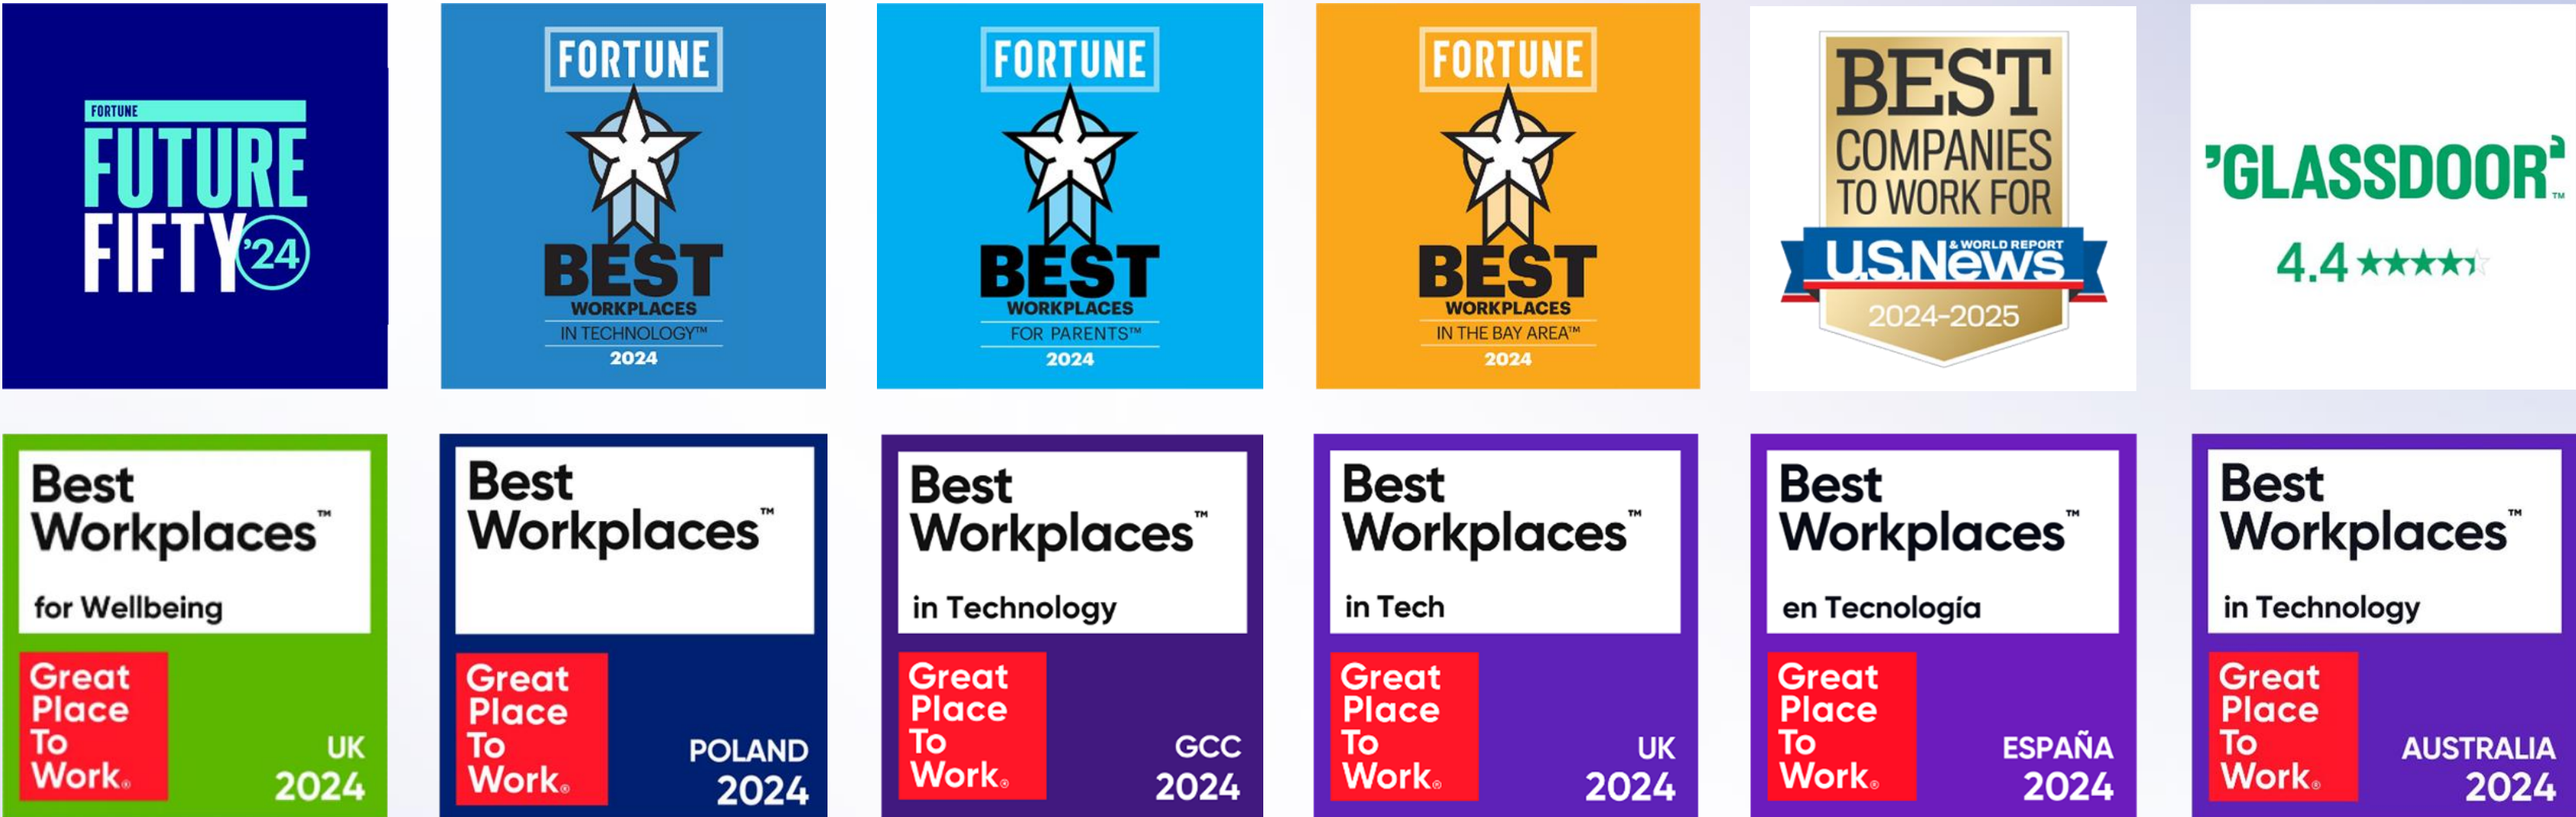 FORTUNE
FUTURE
FIFTY '24
FORTUNE
BEST
WORKPLACES
IN TECHNOLOGY™
2024
FORTUNE
BEST
WORKPLACES
FOR PARENTS™
2024
FORTUNE
BEST
WORKPLACES
IN THE BAY AREA™
2024
BEST
COMPANIES
TO WORK FOR
U.S.News & WORLD REPORT
2024-2025
GLASSDOOR™
4.4
Best
Workplaces™
for Wellbeing
Great
Place
To
Work®
UK
2024
Best
Workplaces™
Great
Place
To
Work®
POLAND
2024
Best
Workplaces™
in Technology
Great
Place
To
Work®
GCC
2024
Best
Workplaces™
in Tech
Great
Place
To
Work®
UK
2024
Best
Workplaces™
en Tecnología
Great
Place
To
Work®
ESPAÑA
2024
Best
Workplaces™
in Technology
Great
Place
To
Work®
AUSTRALIA
2024